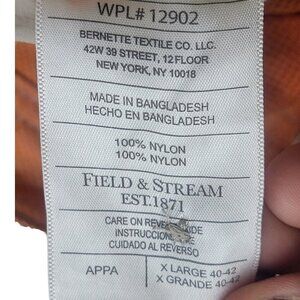 WPL# 12902
BERNETTE TEXTILE CO. LLC.
42W 39 STREET, 12 FLOOR
NEW YORK, NY 10018
MADE IN BANGLADESH
HECHO EN BANGLADESH
100% NYLON
100% NYLON
FIELD & STREAM
EST.1871
CARE ON REVERSE SIDE
INSTRUCCION
CUIDADO AL REVERSO
APPA
X LARGE 40-42
X GRANDE 40-42